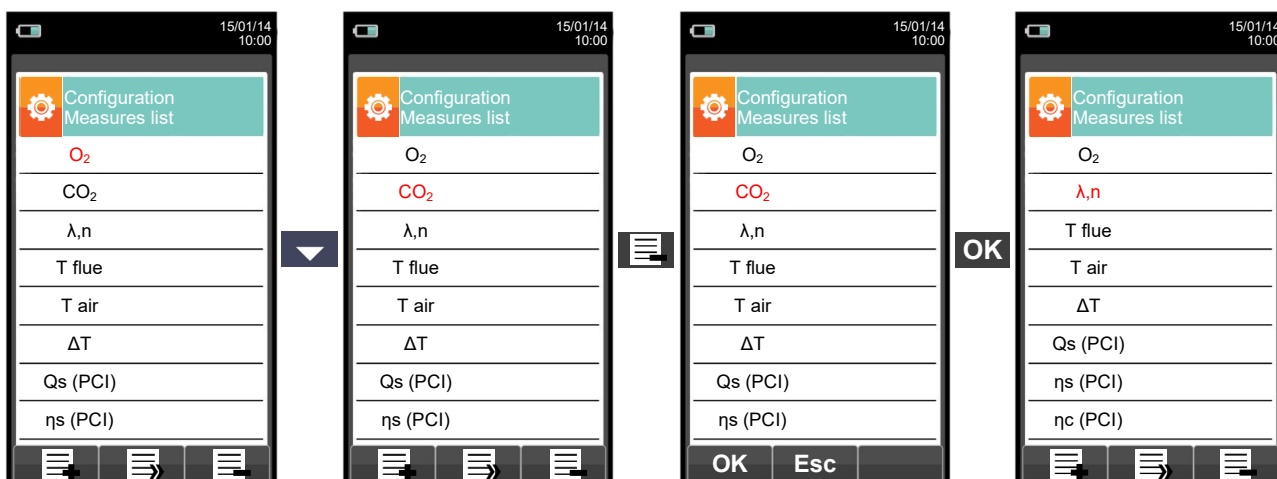 15/01/14
10:00
Configuration
Measures list
O₂
CO₂
λ,n
T flue
T air
ΔT
Qs (PCI)
ηs (PCI)
15/01/14
10:00
Configuration
Measures list
O₂
CO₂
λ,n
T flue
T air
ΔT
Qs (PCI)
ηs (PCI)
15/01/14
10:00
Configuration
Measures list
O₂
CO₂
λ,n
T flue
T air
ΔT
Qs (PCI)
ηs (PCI)
OK Esc
OK
15/01/14
10:00
Configuration
Measures list
O₂
λ,n
T flue
T air
ΔT
Qs (PCI)
ηs (PCI)
ηc (PCI)